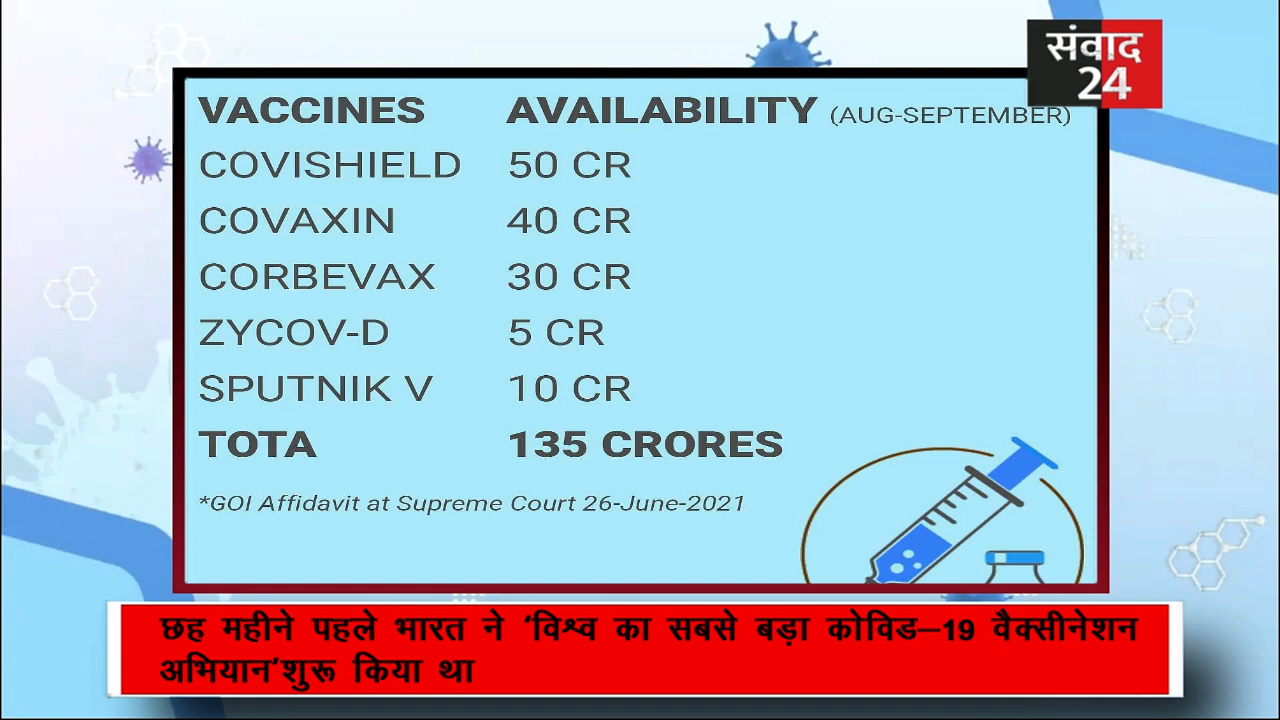 संवाद
24
VACCINES AVAILABILITY (AUG-SEPTEMBER)
COVISHIELD 50 CR
COVAXIN 40 CR
CORBEVAX 30 CR
ZYCOV-D 5 CR
SPUTNIK V 10 CR
TOTA 135 CRORES
*GOI Affidavit at Supreme Court 26-June-2021
छह महीने पहले भारत ने 'विश्व का सबसे बड़ा कोविड–19 वैक्सीनेशन
अभियान'शुरू किया था